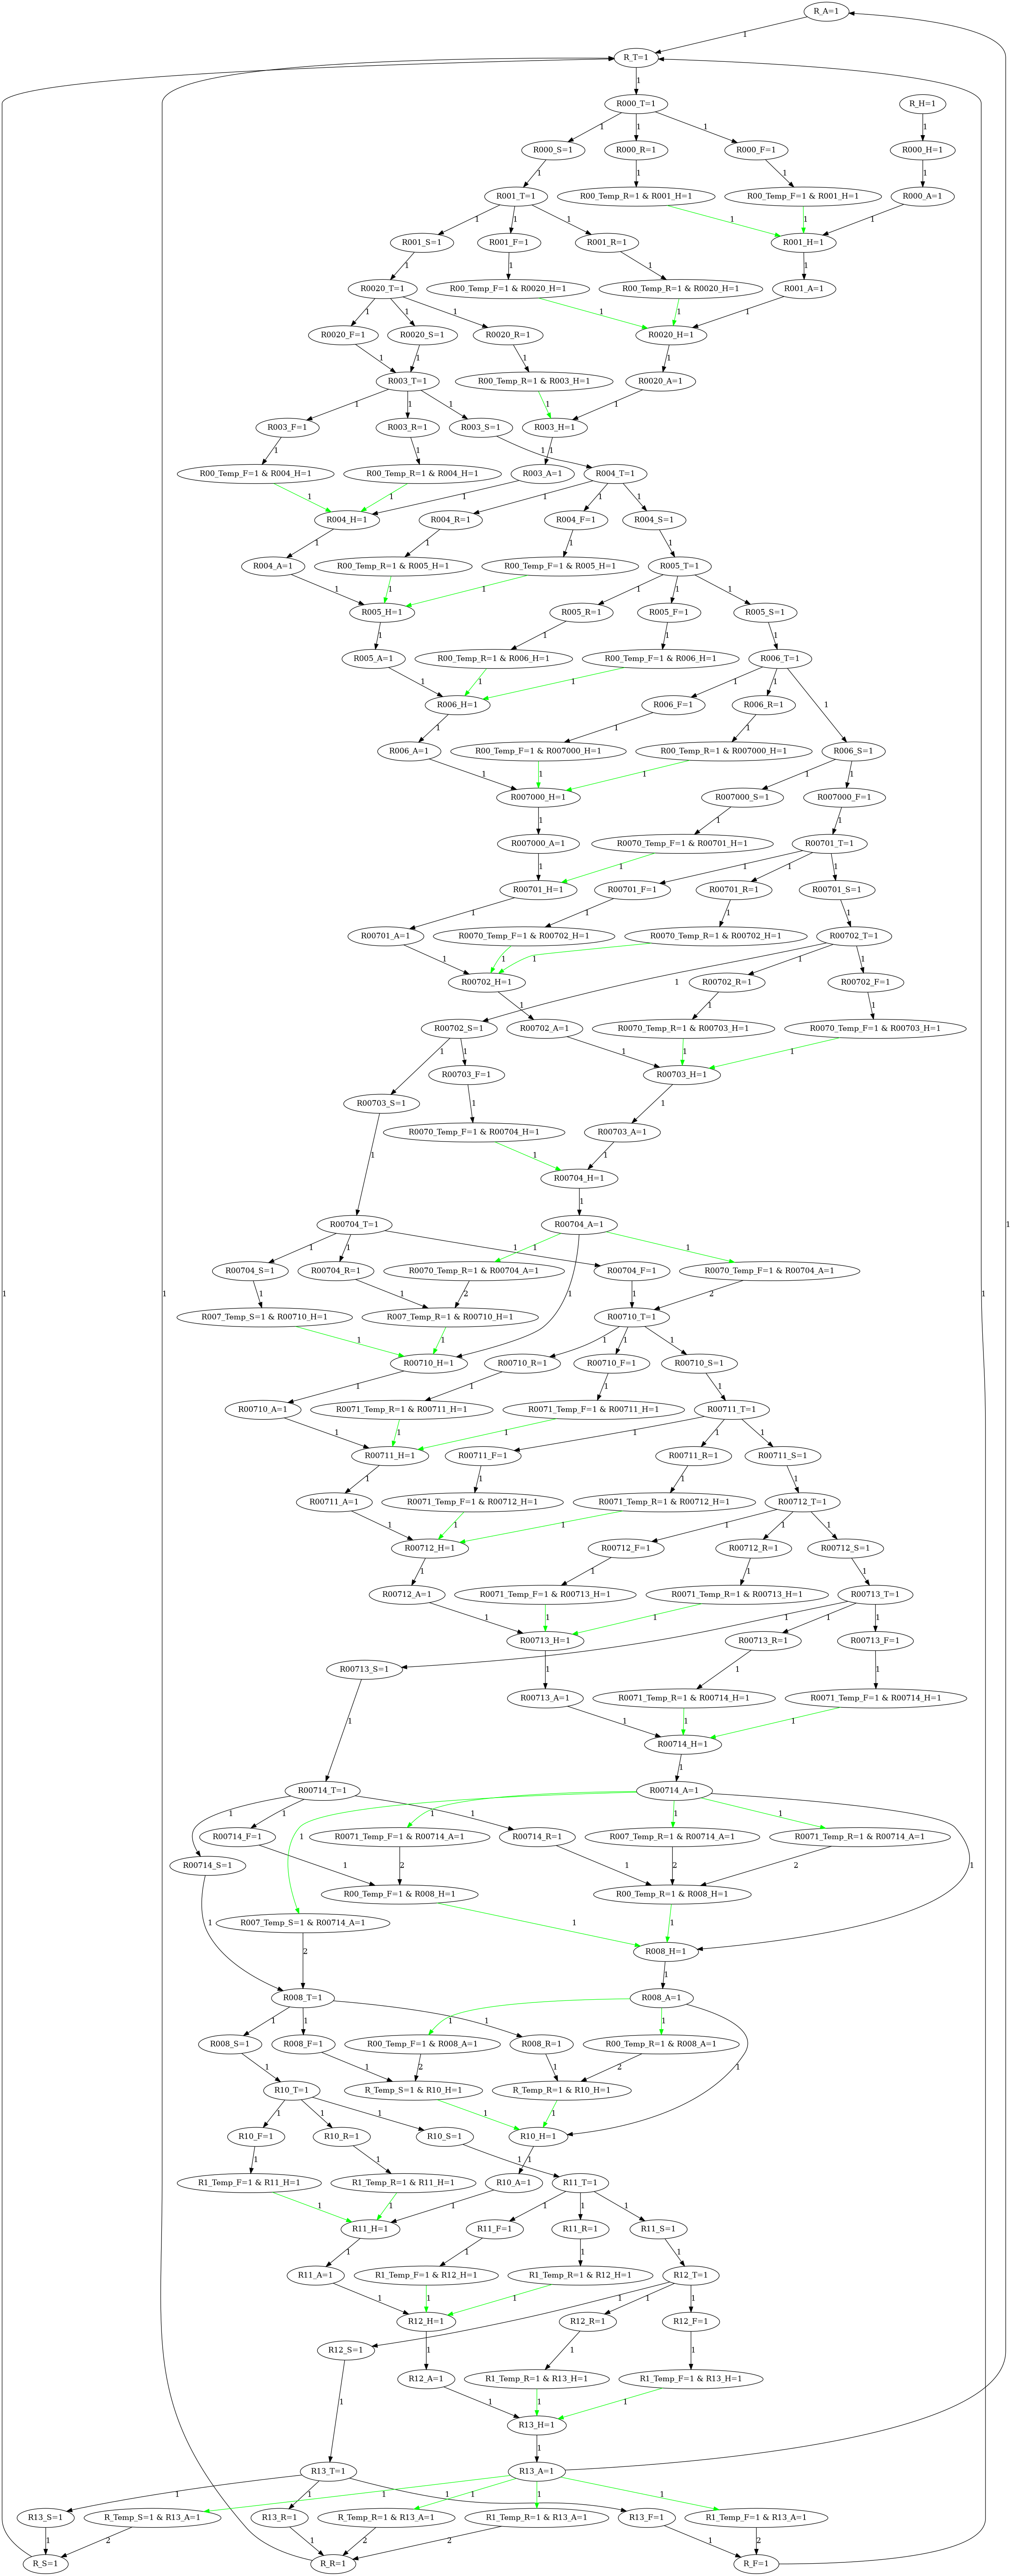 R_A=1
1
R_T=1
1
R000_T=1
R_H=1
1 1 1 1
R000_S=1
R000_R=1
R000_F=1
R000_H=1
1 1 1 1
R001_T=1
R00_Temp_R=1 & R001_H=1
R00_Temp_F=1 & R001_H=1
R000_A=1
1 1 1 1 1 1
R001_S=1
R001_F=1
R001_R=1
R001_H=1
1 1 1 1
R0020_T=1
R00_Temp_F=1 & R0020_H=1
R00_Temp_R=1 & R0020_H=1
R001_A=1
1 1 1 1 1 1
R0020_F=1
R0020_S=1
R0020_R=1
R0020_H=1
1 1 1 1
R003_T=1
R00_Temp_R=1 & R003_H=1
R0020_A=1
1 1 1 1 1
R003_F=1
R003_R=1
R003_S=1
R003_H=1
1 1 1 1
R00_Temp_F=1 & R004_H=1
R00_Temp_R=1 & R004_H=1
R003_A=1
R004_T=1
1 1 1 1 1 1
R004_H=1
R004_R=1
R004_F=1
R004_S=1
1 1 1 1
R004_A=1
R00_Temp_R=1 & R005_H=1
R00_Temp_F=1 & R005_H=1
R005_T=1
1 1 1 1 1 1
R005_H=1
R005_R=1
R005_F=1
R005_S=1
1 1 1 1
R005_A=1
R00_Temp_R=1 & R006_H=1
R00_Temp_F=1 & R006_H=1
R006_T=1
1 1 1 1 1 1
R006_H=1
R006_F=1
R006_R=1
1 1 1
R006_A=1
R00_Temp_F=1 & R007000_H=1
R00_Temp_R=1 & R007000_H=1
R006_S=1
1 1 1 1 1
R007000_H=1
R007000_S=1
R007000_F=1
1 1 1
R007000_A=1
R0070_Temp_F=1 & R00701_H=1
R00701_T=1
1 1 1 1 1
R00701_H=1
R00701_F=1
R00701_R=1
R00701_S=1
1 1 1 1
R00701_A=1
R0070_Temp_F=1 & R00702_H=1
R0070_Temp_R=1 & R00702_H=1
R00702_T=1
1 1 1 1 1 1
R00702_H=1
R00702_R=1
R00702_F=1
1 1 1
R00702_S=1
R00702_A=1
R0070_Temp_R=1 & R00703_H=1
R0070_Temp_F=1 & R00703_H=1
1 1 1 1 1
R00703_F=1
R00703_H=1
R00703_S=1
1 1
R0070_Temp_F=1 & R00704_H=1
R00703_A=1
1 1 1
R00704_H=1
1
R00704_T=1
R00704_A=1
1 1 1 1 1
R00704_S=1
R00704_R=1
R0070_Temp_R=1 & R00704_A=1
R00704_F=1
R0070_Temp_F=1 & R00704_A=1
1 1 2 1 1 2
R007_Temp_S=1 & R00710_H=1
R007_Temp_R=1 & R00710_H=1
R00710_T=1
1 1 1 1 1
R00710_H=1
R00710_R=1
R00710_F=1
R00710_S=1
1 1 1 1
R00710_A=1
R0071_Temp_R=1 & R00711_H=1
R0071_Temp_F=1 & R00711_H=1
R00711_T=1
1 1 1 1 1 1
R00711_H=1
R00711_F=1
R00711_R=1
R00711_S=1
1 1 1 1
R00711_A=1
R0071_Temp_F=1 & R00712_H=1
R0071_Temp_R=1 & R00712_H=1
R00712_T=1
1 1 1 1 1 1
R00712_H=1
R00712_F=1
R00712_R=1
R00712_S=1
1 1 1 1
R00712_A=1
R0071_Temp_F=1 & R00713_H=1
R0071_Temp_R=1 & R00713_H=1
R00713_T=1
1 1 1 1 1 1
R00713_H=1
R00713_R=1
R00713_F=1
R00713_S=1
1 1 1
R00713_A=1
R0071_Temp_R=1 & R00714_H=1
R0071_Temp_F=1 & R00714_H=1
1 1 1 1
R00714_H=1
1
R00714_T=1
R00714_A=1
1 1 1 1 1 1 1
R00714_F=1
R0071_Temp_F=1 & R00714_A=1
R00714_R=1
R007_Temp_R=1 & R00714_A=1
R0071_Temp_R=1 & R00714_A=1
R00714_S=1
1 2 1 2 2 1
R00_Temp_F=1 & R008_H=1
R00_Temp_R=1 & R008_H=1
R007_Temp_S=1 & R00714_A=1
1 1 1
R008_H=1
2 1
R008_T=1
R008_A=1
1 1 1 1 1
R008_S=1
R008_F=1
R00_Temp_F=1 & R008_A=1
R008_R=1
R00_Temp_R=1 & R008_A=1
1 1 2 1 2 1
R10_T=1
R_Temp_S=1 & R10_H=1
R_Temp_R=1 & R10_H=1
1 1 1 1 1
R10_F=1
R10_R=1
R10_S=1
R10_H=1
1 1 1 1
R1_Temp_F=1 & R11_H=1
R1_Temp_R=1 & R11_H=1
R10_A=1
R11_T=1
1 1 1 1 1 1
R11_H=1
R11_F=1
R11_R=1
R11_S=1
1 1 1 1
R11_A=1
R1_Temp_F=1 & R12_H=1
R1_Temp_R=1 & R12_H=1
R12_T=1
1 1 1 1 1 1
R12_H=1
R12_R=1
R12_F=1
R12_S=1
1 1 1
R12_A=1
R1_Temp_R=1 & R13_H=1
R1_Temp_F=1 & R13_H=1
1 1 1 1
R13_H=1
1
R13_T=1
R13_A=1
1 1 1 1 1 1 1
R13_S=1
R_Temp_S=1 & R13_A=1
R13_R=1
R_Temp_R=1 & R13_A=1
R1_Temp_R=1 & R13_A=1
R13_F=1
R1_Temp_F=1 & R13_A=1
1 2 1 2 2 1 2
R_S=1
R_R=1
R_F=1
1 1 1 1